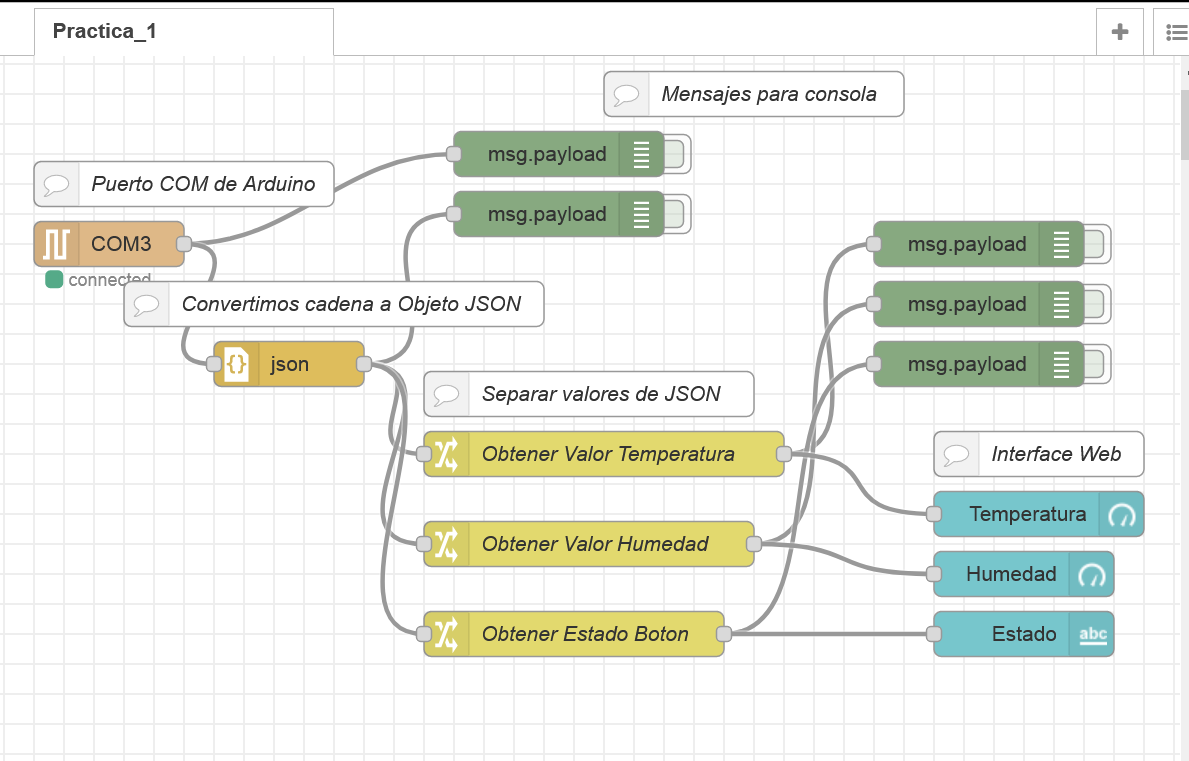 Practica_1
Mensajes para consola
msg.payload
Puerto COM de Arduino
msg.payload
COM3
msg.payload
connected
Convertimos cadena a Objeto JSON
msg.payload
json
msg.payload
Separar valores de JSON
Obtener Valor Temperatura
Interface Web
Temperatura
Obtener Valor Humedad
Humedad
Obtener Estado Boton
Estado
abc